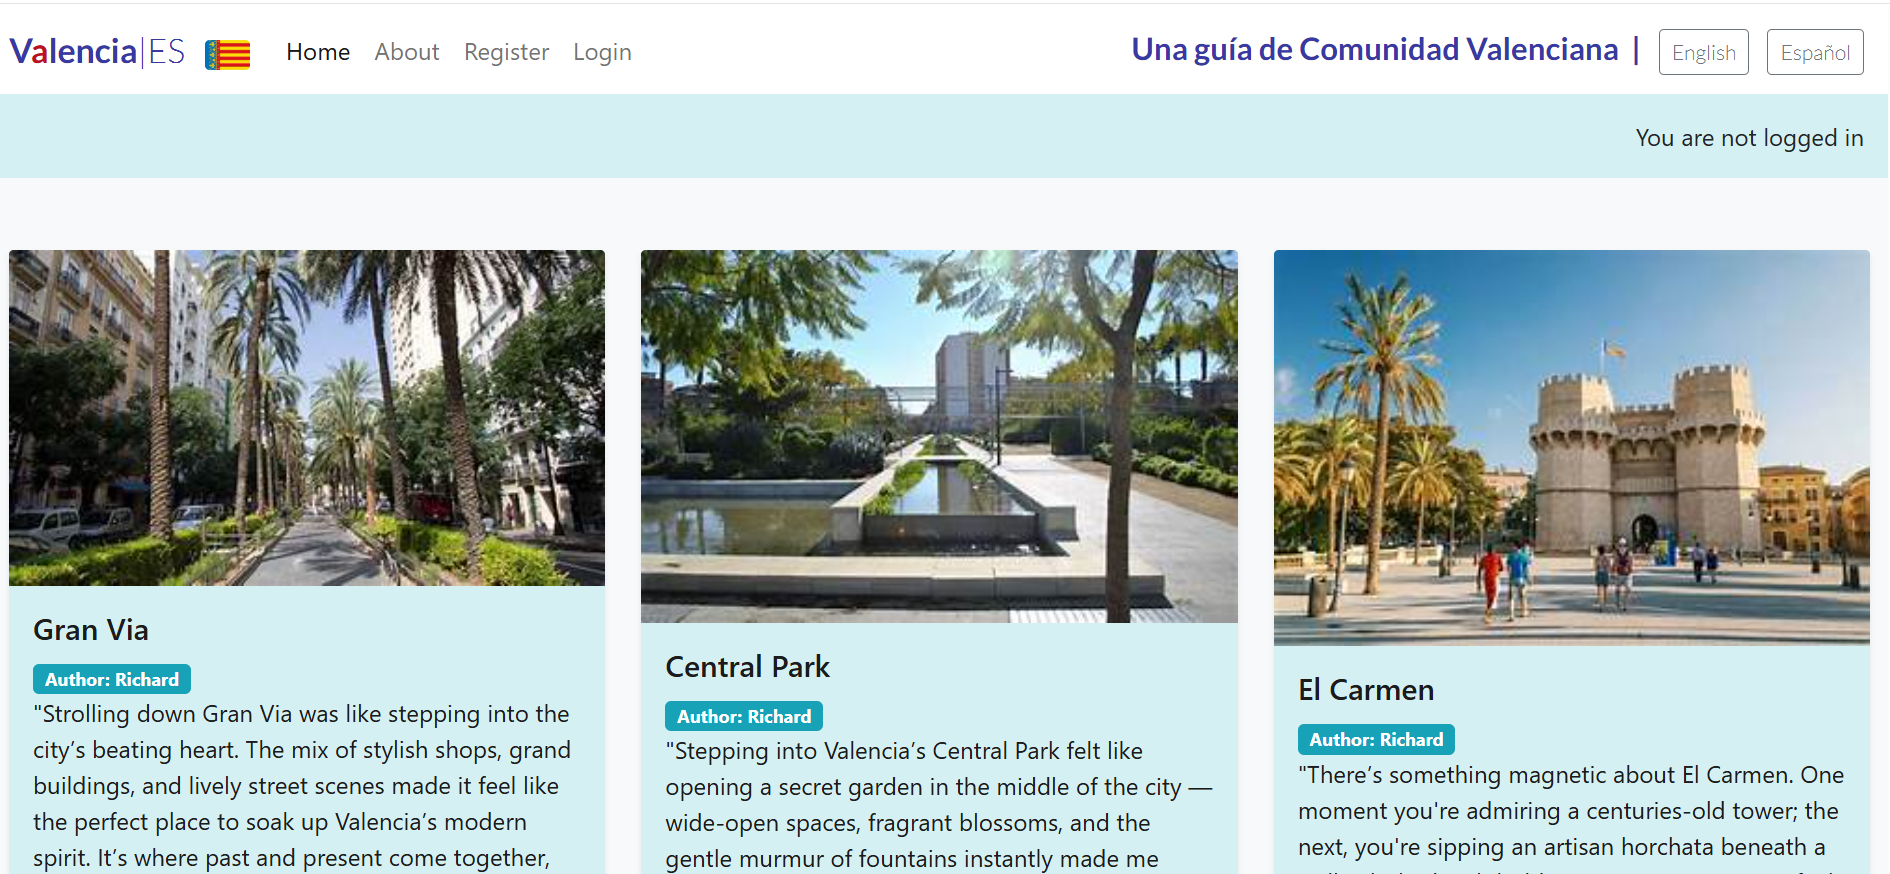 Valencia|ES Home About Register Login Una guía de Comunidad Valenciana | English Español
You are not logged in
Gran Via
Author: Richard
"Strolling down Gran Via was like stepping into the
city’s beating heart. The mix of stylish shops, grand
buildings, and lively street scenes made it feel like
the perfect place to soak up Valencia’s modern
spirit. It’s where past and present come together,
Central Park
Author: Richard
"Stepping into Valencia’s Central Park felt like
opening a secret garden in the middle of the city —
wide-open spaces, fragrant blossoms, and the
gentle murmur of fountains instantly made me
El Carmen
Author: Richard
"There’s something magnetic about El Carmen. One
moment you're admiring a centuries-old tower; the
next, you're sipping an artisan horchata beneath a